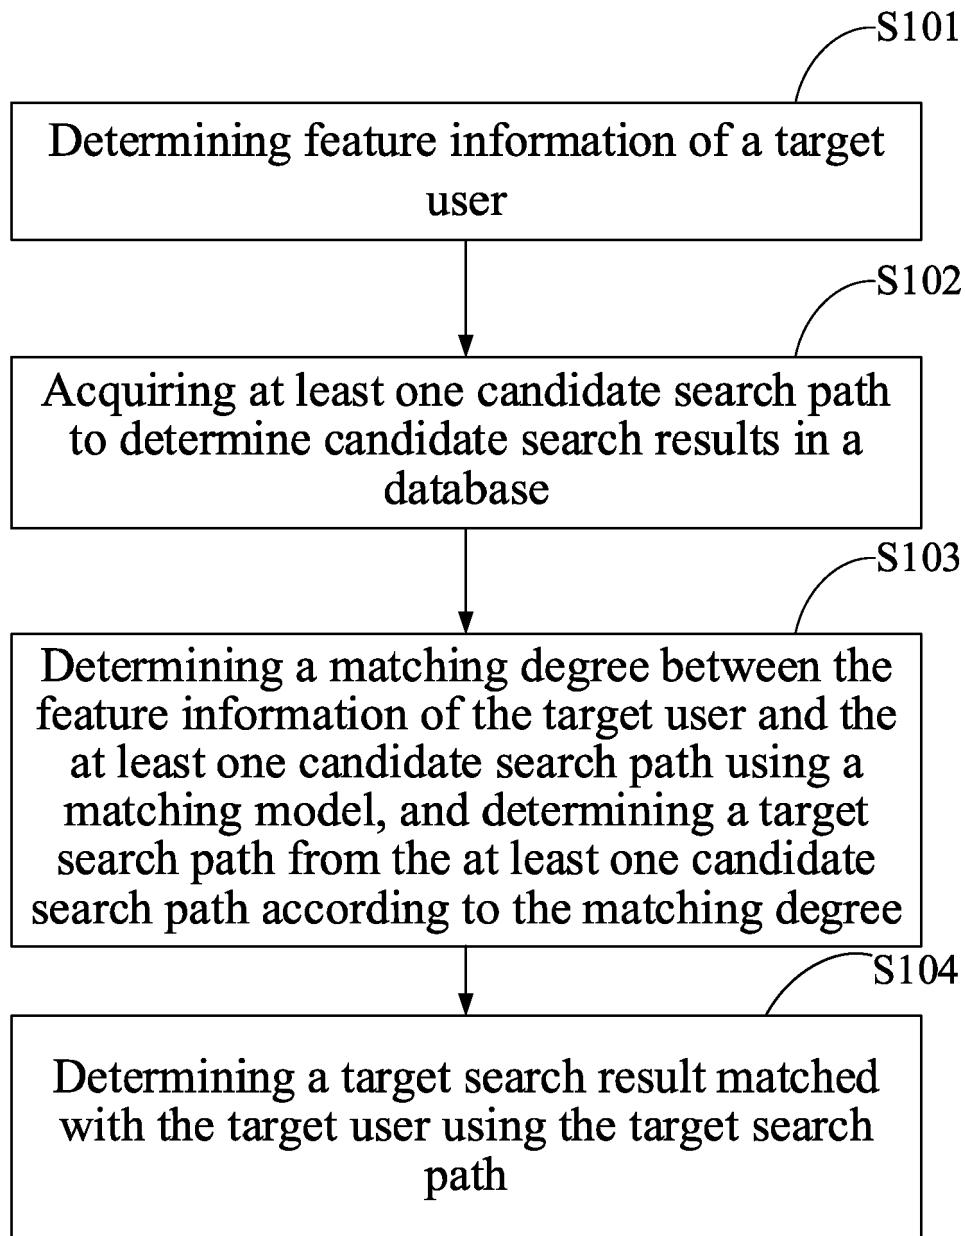 S101
Determining feature information of a target
user
S102
Acquiring at least one candidate search path
to determine candidate search results in a
database
S103
Determining a matching degree between the
feature information of the target user and the
at least one candidate search path using a
matching model, and determining a target
search path from the at least one candidate
search path according to the matching degree
S104
Determining a target search result matched
with the target user using the target search
path